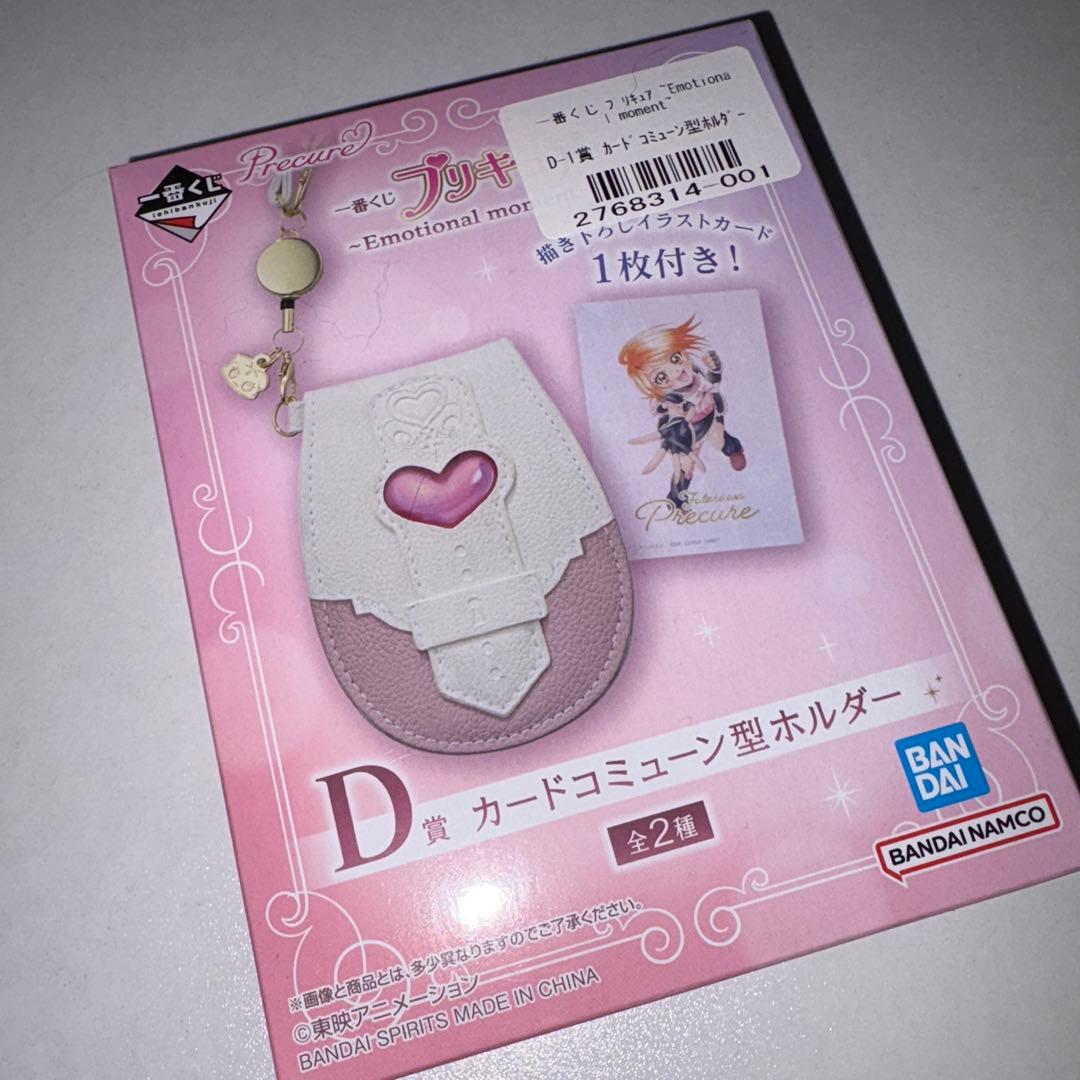 Precure
一番くじ
ichibankuji
一番くじ プリキ
~Emotional mom
一番くじ プリキュア ~Emotiona
l moment~
D-1賞 カードコミューン型ホルダー
2768314-001
描き下ろしイラストカード
1枚付き!
Futari wa
Precure
D賞 カードコミューン型ホルダー
全2種
BAN
DAI
BANDAI NAMCO
※画像と商品とは、多少異なりますのでご了承ください。
©東映アニメーション
BANDAI SPIRITS MADE IN CHINA